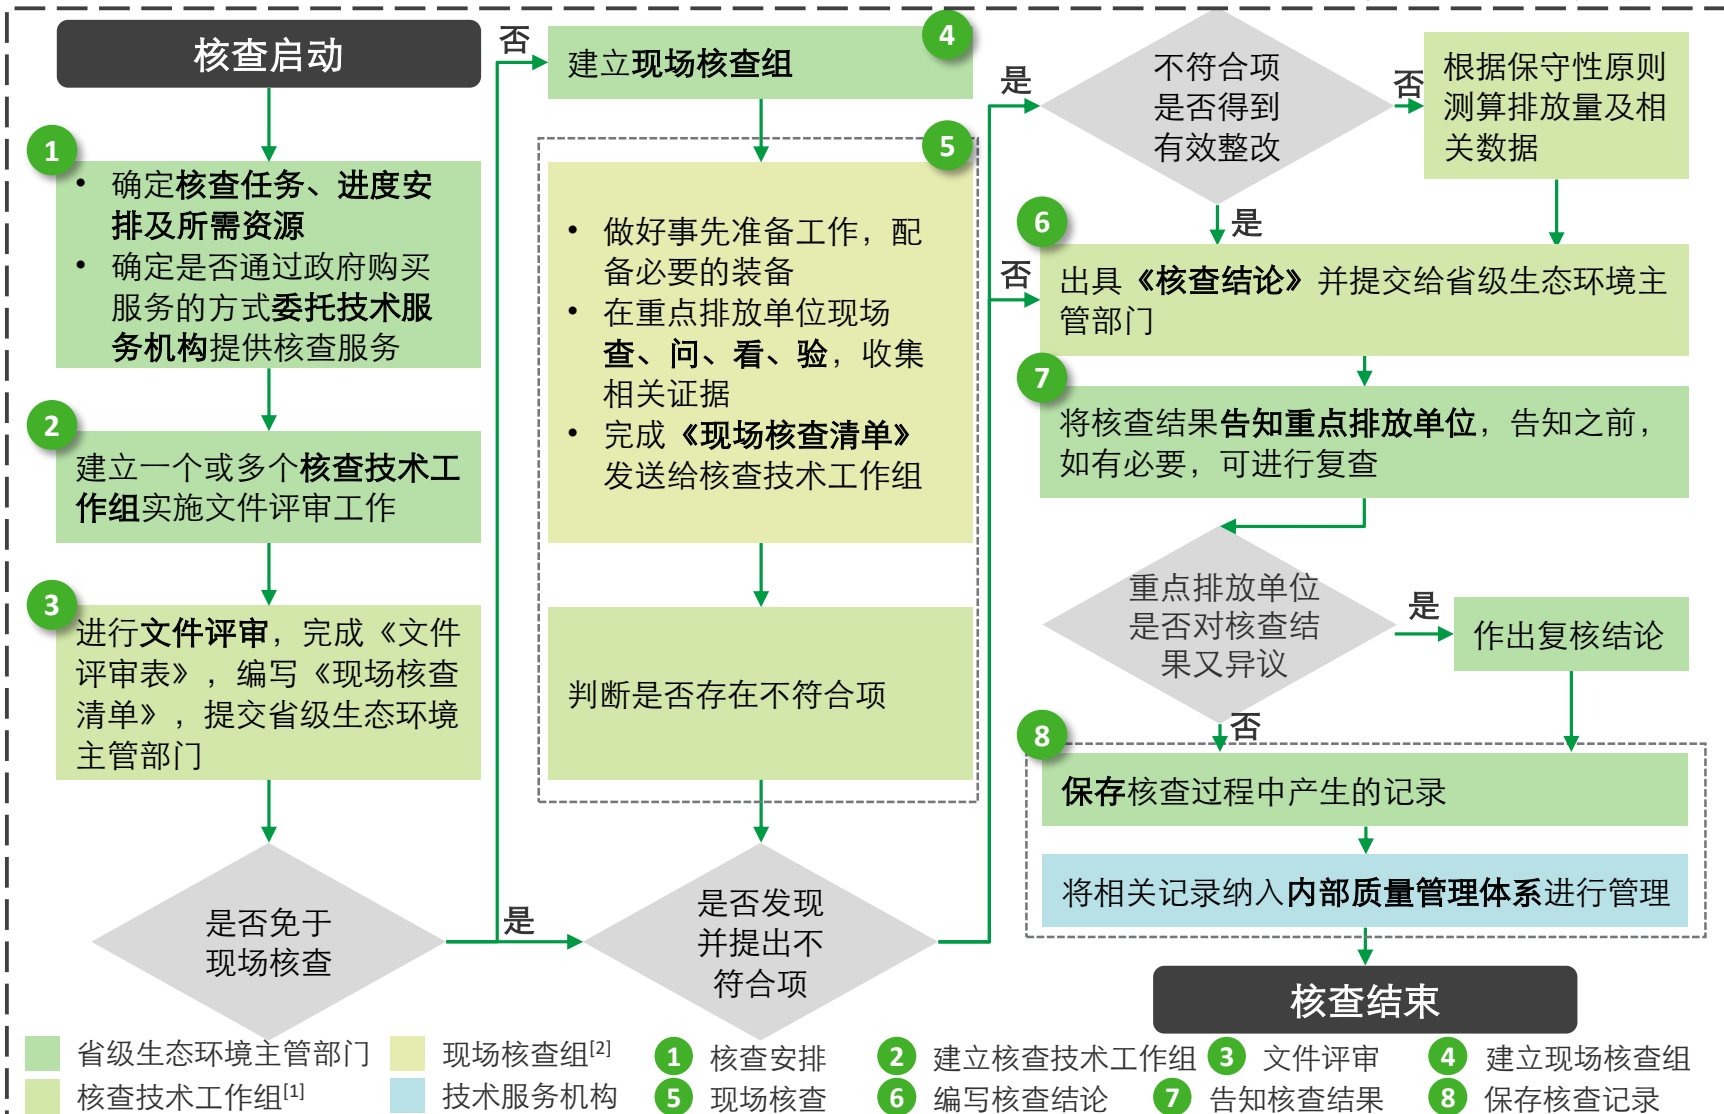 核查启动
1
• 确定核查任务、进度安
排及所需资源
• 确定是否通过政府购买
服务的方式委托技术服
务机构提供核查服务
2
建立一个或多个核查技术工
作组实施文件评审工作
3
进行文件评审，完成《文件
评审表》，编写《现场核查
清单》，提交省级生态环境
主管部门
是否免于
现场核查
否
是
4
建立现场核查组
5
• 做好事先准备工作，配
备必要的装备
• 在重点排放单位现场
查、问、看、验，收集
相关证据
• 完成《现场核查清单》
发送给核查技术工作组
判断是否存在不符合项
是否发现
并提出不
符合项
是
否
不符合项
是否得到
有效整改
否
根据保守性原则
测算排放量及相
关数据
是
6
出具《核查结论》并提交给省级生态环境主
管部门
7
将核查结果告知重点排放单位，告知之前，
如有必要，可进行复查
重点排放单位
是否对核查结
果又异议
是
作出复核结论
否
8
保存核查过程中产生的记录
将相关记录纳入内部质量管理体系进行管理
核查结束
省级生态环境主管部门
现场核查组[2]
1 核查安排
2 建立核查技术工作组
3 文件评审
4 建立现场核查组
核查技术工作组[1]
技术服务机构
5 现场核查
6 编写核查结论
7 告知核查结果
8 保存核查记录